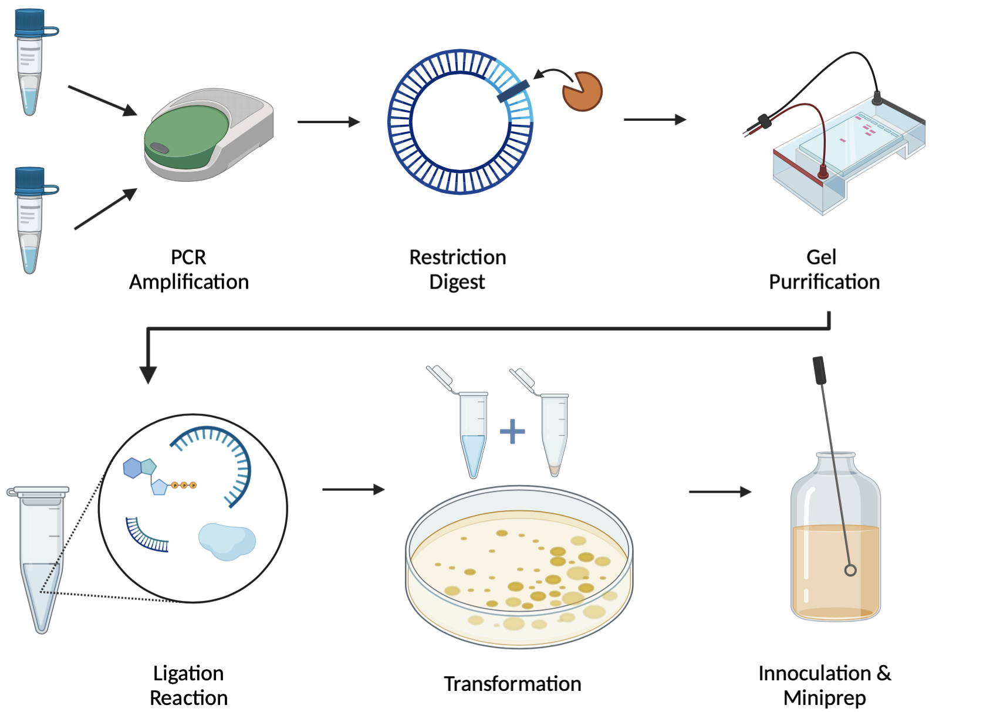 PCR
Amplification
Restriction
Digest
Gel
Purrification
P P P
Ligation
Reaction
Transformation
Innoculation &
Miniprep